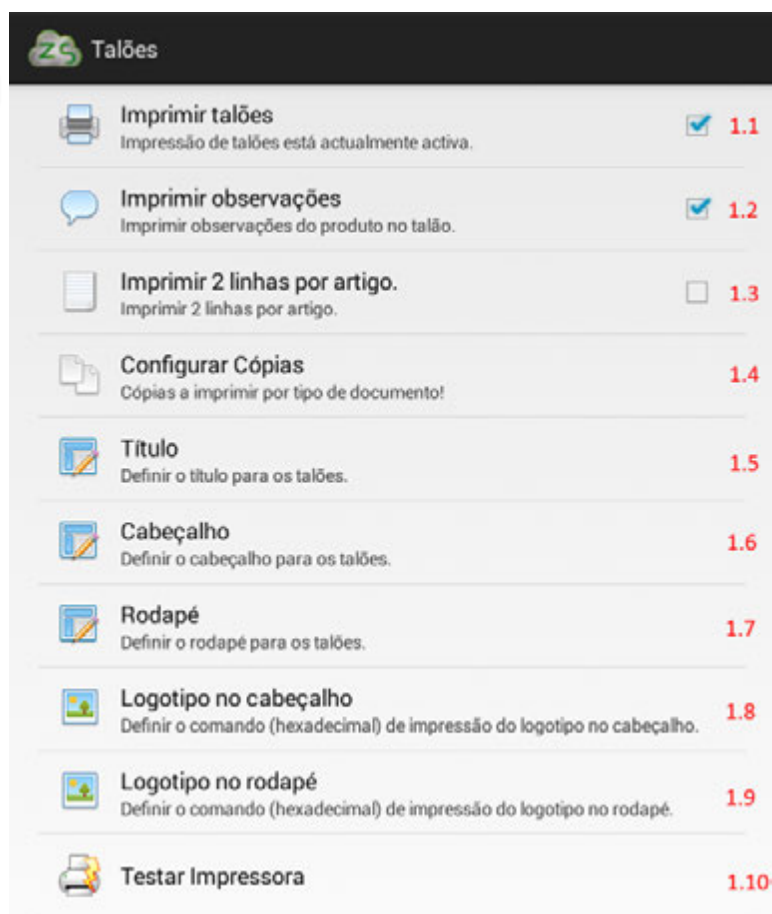 ZS Talões
Imprimir talões
Impressão de talões está actualmente activa.
1.1
Imprimir observações
Imprimir observações do produto no talão.
1.2
Imprimir 2 linhas por artigo.
Imprimir 2 linhas por artigo.
1.3
Configurar Cópias
Cópias a imprimir por tipo de documento!
1.4
Título
Definir o título para os talões.
1.5
Cabeçalho
Definir o cabeçalho para os talões.
1.6
Rodapé
Definir o rodapé para os talões.
1.7
Logotipo no cabeçalho
Definir o comando (hexadecimal) de impressão do logotipo no cabeçalho.
1.8
Logotipo no rodapé
Definir o comando (hexadecimal) de impressão do logotipo no rodapé.
1.9
Testar Impressora
1.10